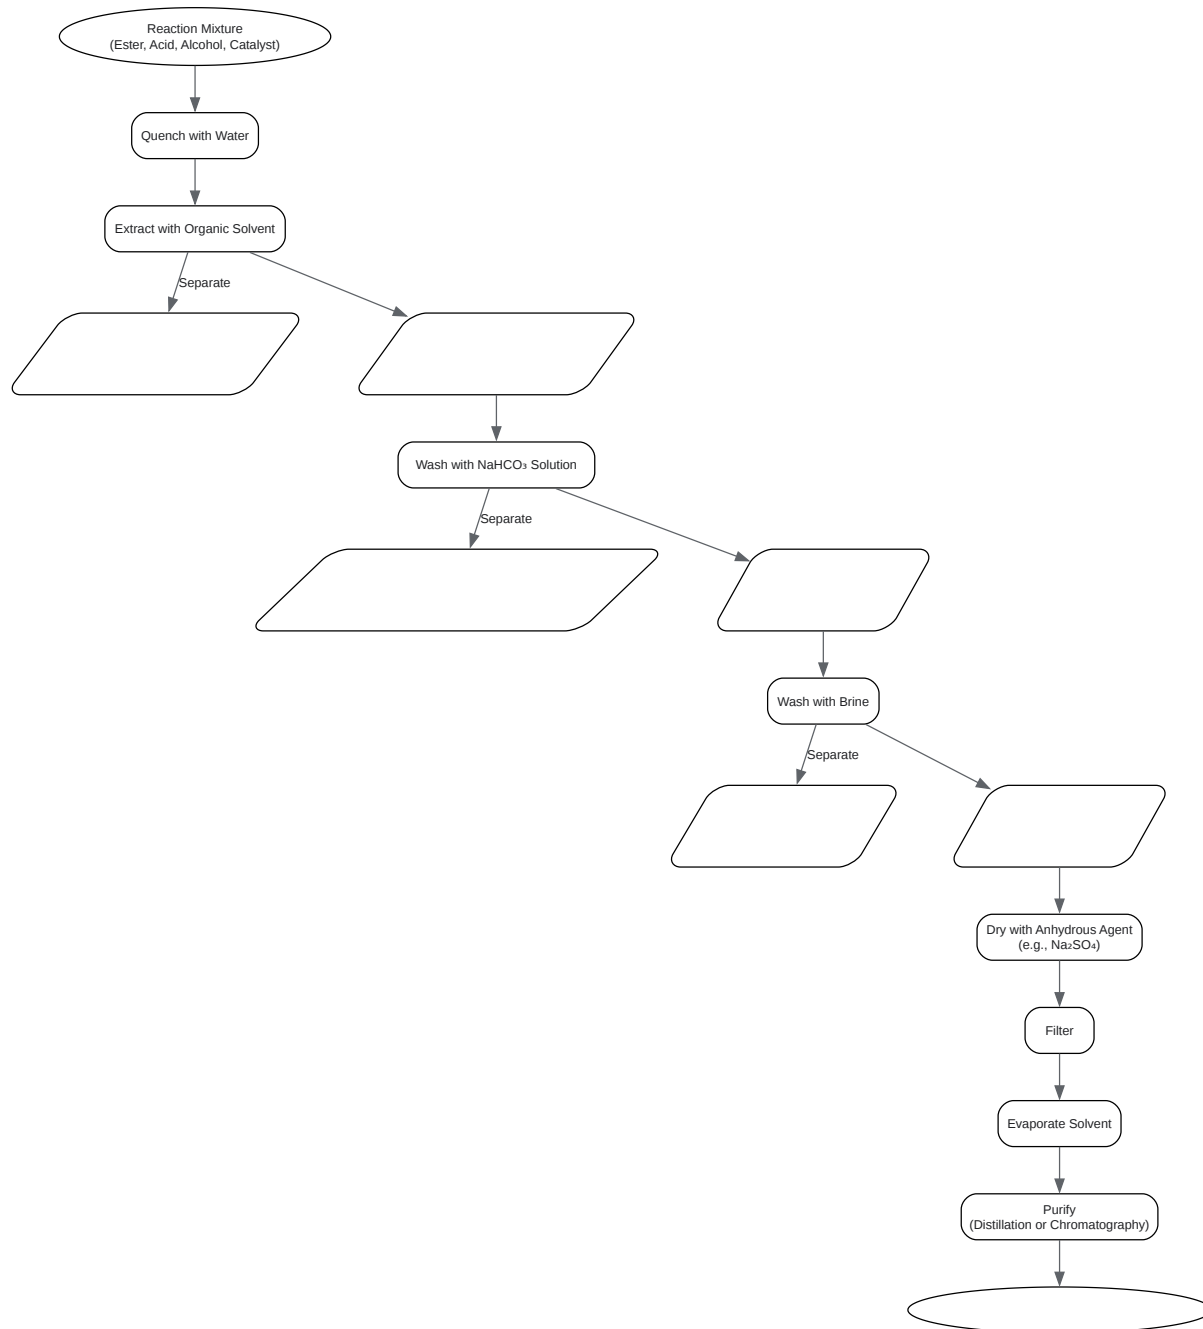 Reaction Mixture
(Ester, Acid, Alcohol, Catalyst)
Quench with Water
Extract with Organic Solvent
Separate
Wash with NaHCO₃ Solution
Separate
Wash with Brine
Separate
Dry with Anhydrous Agent
(e.g., Na₂SO₄)
Filter
Evaporate Solvent
Purify
(Distillation or Chromatography)